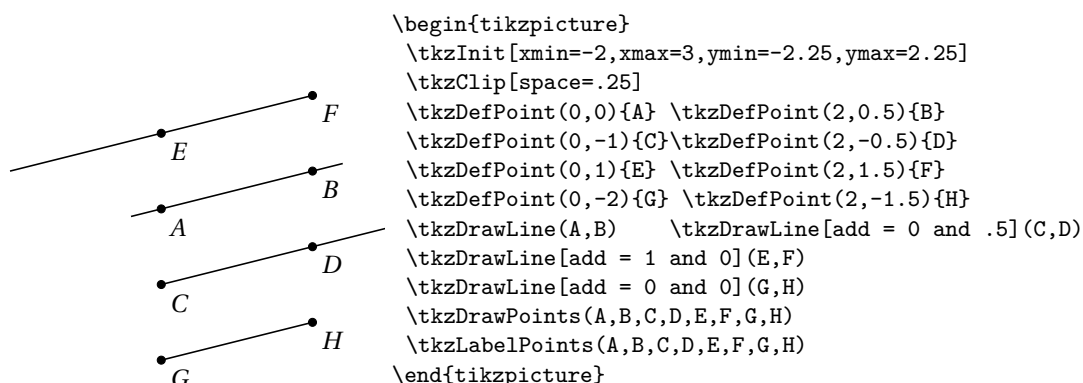 \begin{tikzpicture}
\tkzInit[xmin=-2,xmax=3,ymin=-2.25,ymax=2.25]
\tkzClip[space=.25]
\tkzDefPoint(0,0){A} \tkzDefPoint(2,0.5){B}
\tkzDefPoint(0,-1){C}\tkzDefPoint(2,-0.5){D}
\tkzDefPoint(0,1){E} \tkzDefPoint(2,1.5){F}
\tkzDefPoint(0,-2){G} \tkzDefPoint(2,-1.5){H}
\tkzDrawLine(A,B) \tkzDrawLine[add = 0 and .5](C,D)
\tkzDrawLine[add = 1 and 0](E,F)
\tkzDrawLine[add = 0 and 0](G,H)
\tkzDrawPoints(A,B,C,D,E,F,G,H)
\tkzLabelPoints(A,B,C,D,E,F,G,H)
\end{tikzpicture}
F
E
B
A
D
C
H
G